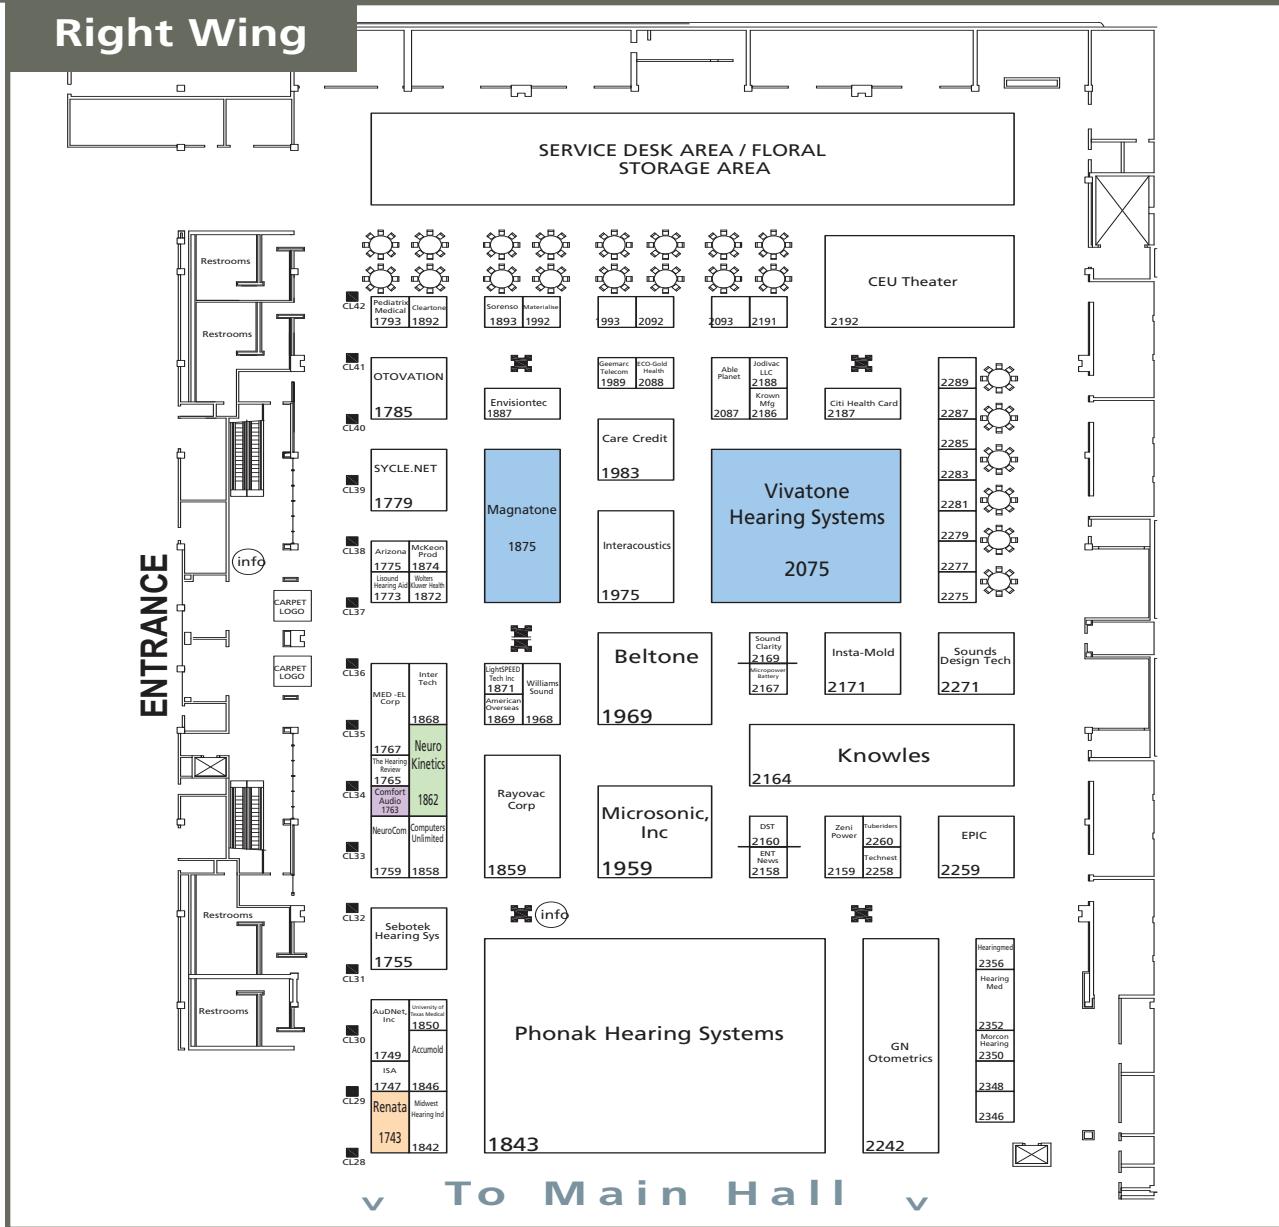 Right Wing
SERVICE DESK AREA / FLORAL
STORAGE AREA
Restrooms
CEU Theater
2192
CL42
Pediatrix
Medical
1793
Cleartone
1892
Sorenso
1893
Materialise
1992
1993
2092
2093
2191
Restrooms
CL41
OTOVATION
1785
Envisiontec
1887
Geemarc
Telecom
1989
ECO-Gold
Health
2088
Able
Planet
2087
Jodivac
LLC
2188
Krown
Mfg
2186
Citi Health Card
2187
2289
2287
2285
2283
2281
2279
2277
2275
CL40
Care Credit
1983
SYCLE.NET
1779
CL39
Magnatone
1875
Vivatone
Hearing Systems
2075
Interacoustics
1975
CL38
Arizona
1775
McKeon
Prod
1874
Lisound
Hearing Aid
1773
Wolters
Kluwer Health
1872
CL37
ENTRANCE
info
CARPET
LOGO
CARPET
LOGO
CL36
MED -EL
Corp
1767
Inter
Tech
1868
LightSPEED
Tech Inc
1871
American
Overseas
1869
Williams
Sound
1968
Beltone
1969
Sound
Clarity
2169
Micropower
Battery
2167
Insta-Mold
2171
Sounds
Design Tech
2271
CL35
Neuro
Kinetics
1862
The Hearing
Review
1765
CL34
Comfort
Audio
1763
Rayovac
Corp
1859
Microsonic,
Inc
1959
Knowles
2164
CL33
NeuroCom
1759
Computers
Unlimited
1858
DST
2160
ENT
News
2158
Zeni
Power
2159
Tuberiders
2260
Technest
2258
EPIC
2259
Restrooms
CL32
Sebotek
Hearing Sys
1755
info
CL31
Restrooms
Phonak Hearing Systems
1843
GN
Otometrics
2242
Hearingmed
2356
Hearing
Med
2352
Morcon
Hearing
2350
2348
2346
CL30
AuDNet,
Inc
1749
University of
Texas Medical
1850
Accumold
1846
ISA
1747
CL29
Renata
1743
Midwest
Hearing Ind
1842
CL28
v To Main Hall v